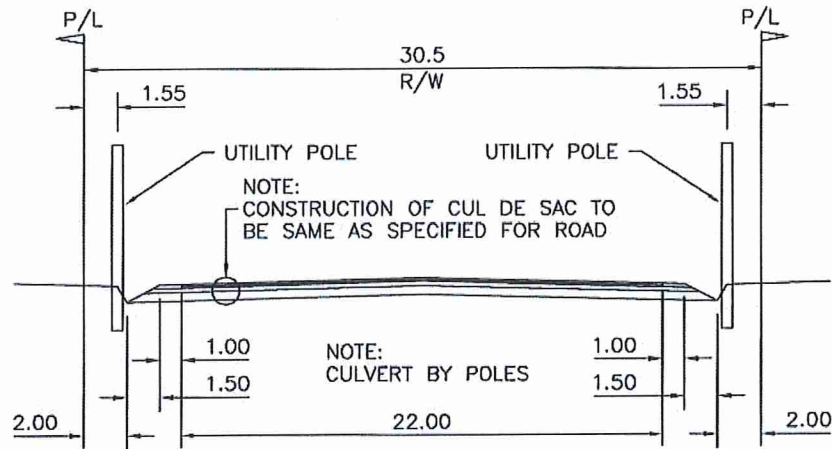 P/L
P/L
30.5
R/W
1.55
1.55
UTILITY POLE
UTILITY POLE
NOTE:
CONSTRUCTION OF CUL DE SAC TO
BE SAME AS SPECIFIED FOR ROAD
1.00
NOTE:
CULVERT BY POLES
1.00
1.50
1.50
2.00
22.00
2.00